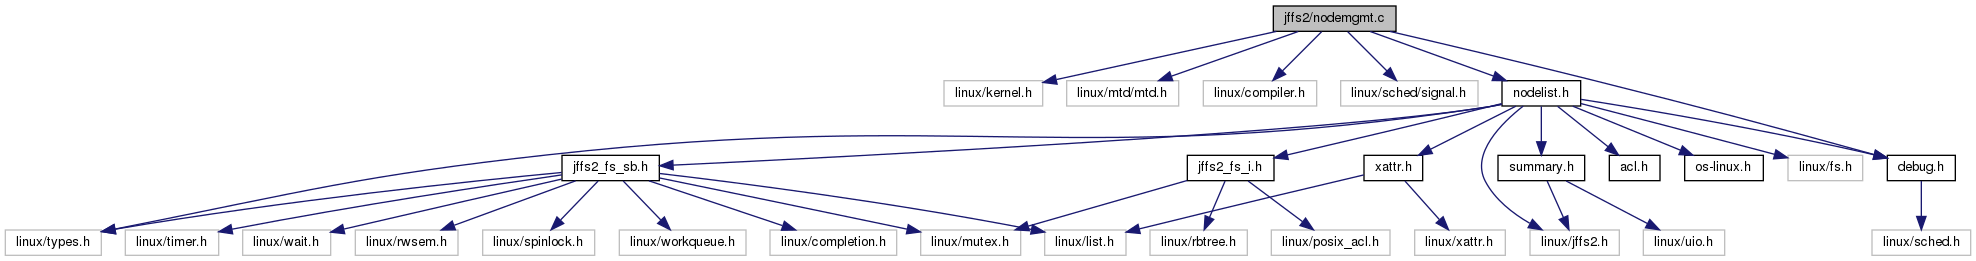 jffs2/nodemgmt.c
linux/kernel.h
linux/mtd/mtd.h
linux/compiler.h
linux/sched/signal.h
nodelist.h
jffs2_fs_sb.h
jffs2_fs_i.h
xattr.h
summary.h
acl.h
os-linux.h
linux/fs.h
debug.h
linux/types.h
linux/timer.h
linux/wait.h
linux/rwsem.h
linux/spinlock.h
linux/workqueue.h
linux/completion.h
linux/mutex.h
linux/list.h
linux/rbtree.h
linux/posix_acl.h
linux/xattr.h
linux/jffs2.h
linux/uio.h
linux/sched.h